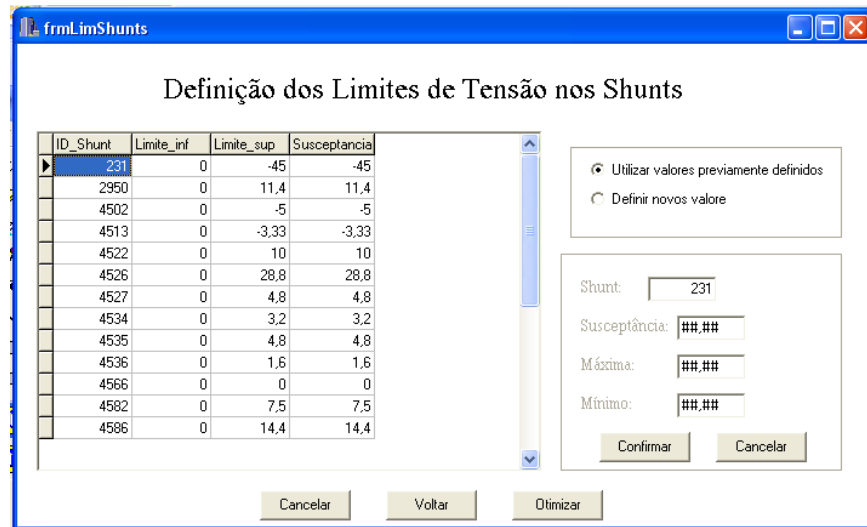 frmLimShunts
Definição dos Limites de Tensão nos Shunts
ID_Shunt Limite_inf Limite_sup Susceptancia
231 0 -45 -45
2950 0 11,4 11,4
4502 0 -5 -5
4513 0 -3,33 -3,33
4522 0 10 10
4526 0 28,8 28,8
4527 0 4,8 4,8
4534 0 3,2 3,2
4535 0 4,8 4,8
4536 0 1,6 1,6
4566 0 0 0
4582 0 7,5 7,5
4586 0 14,4 14,4
Utilizar valores previamente definidos
Definir novos valore
Shunt: 231
Susceptância: ##,##
Máxima: ##,##
Mínimo: ##,##
Confirmar Cancelar
Cancelar Voltar Otimizar